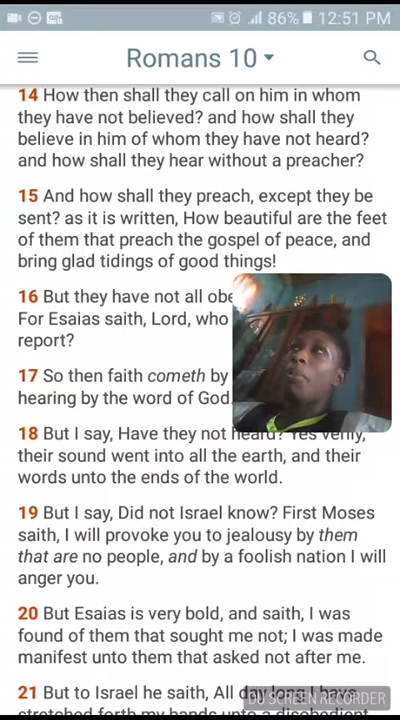 86% 12:51 PM
Romans 10
14 How then shall they call on him in whom
they have not believed? and how shall they
believe in him of whom they have not heard?
and how shall they hear without a preacher?
15 And how shall they preach, except they be
sent? as it is written, How beautiful are the feet
of them that preach the gospel of peace, and
bring glad tidings of good things!
16 But they have not all obe
For Esaias saith, Lord, who
report?
17 So then faith cometh by
hearing by the word of God.
18 But I say, Have they not heard? Yes verily,
their sound went into all the earth, and their
words unto the ends of the world.
19 But I say, Did not Israel know? First Moses
saith, I will provoke you to jealousy by them
that are no people, and by a foolish nation I will
anger you.
20 But Esaias is very bold, and saith, I was
found of them that sought me not; I was made
manifest unto them that asked not after me.
21 But to Israel he saith, All day long I have
stretched forth my hands unto a disobedient
DU SCREEN RECORDER